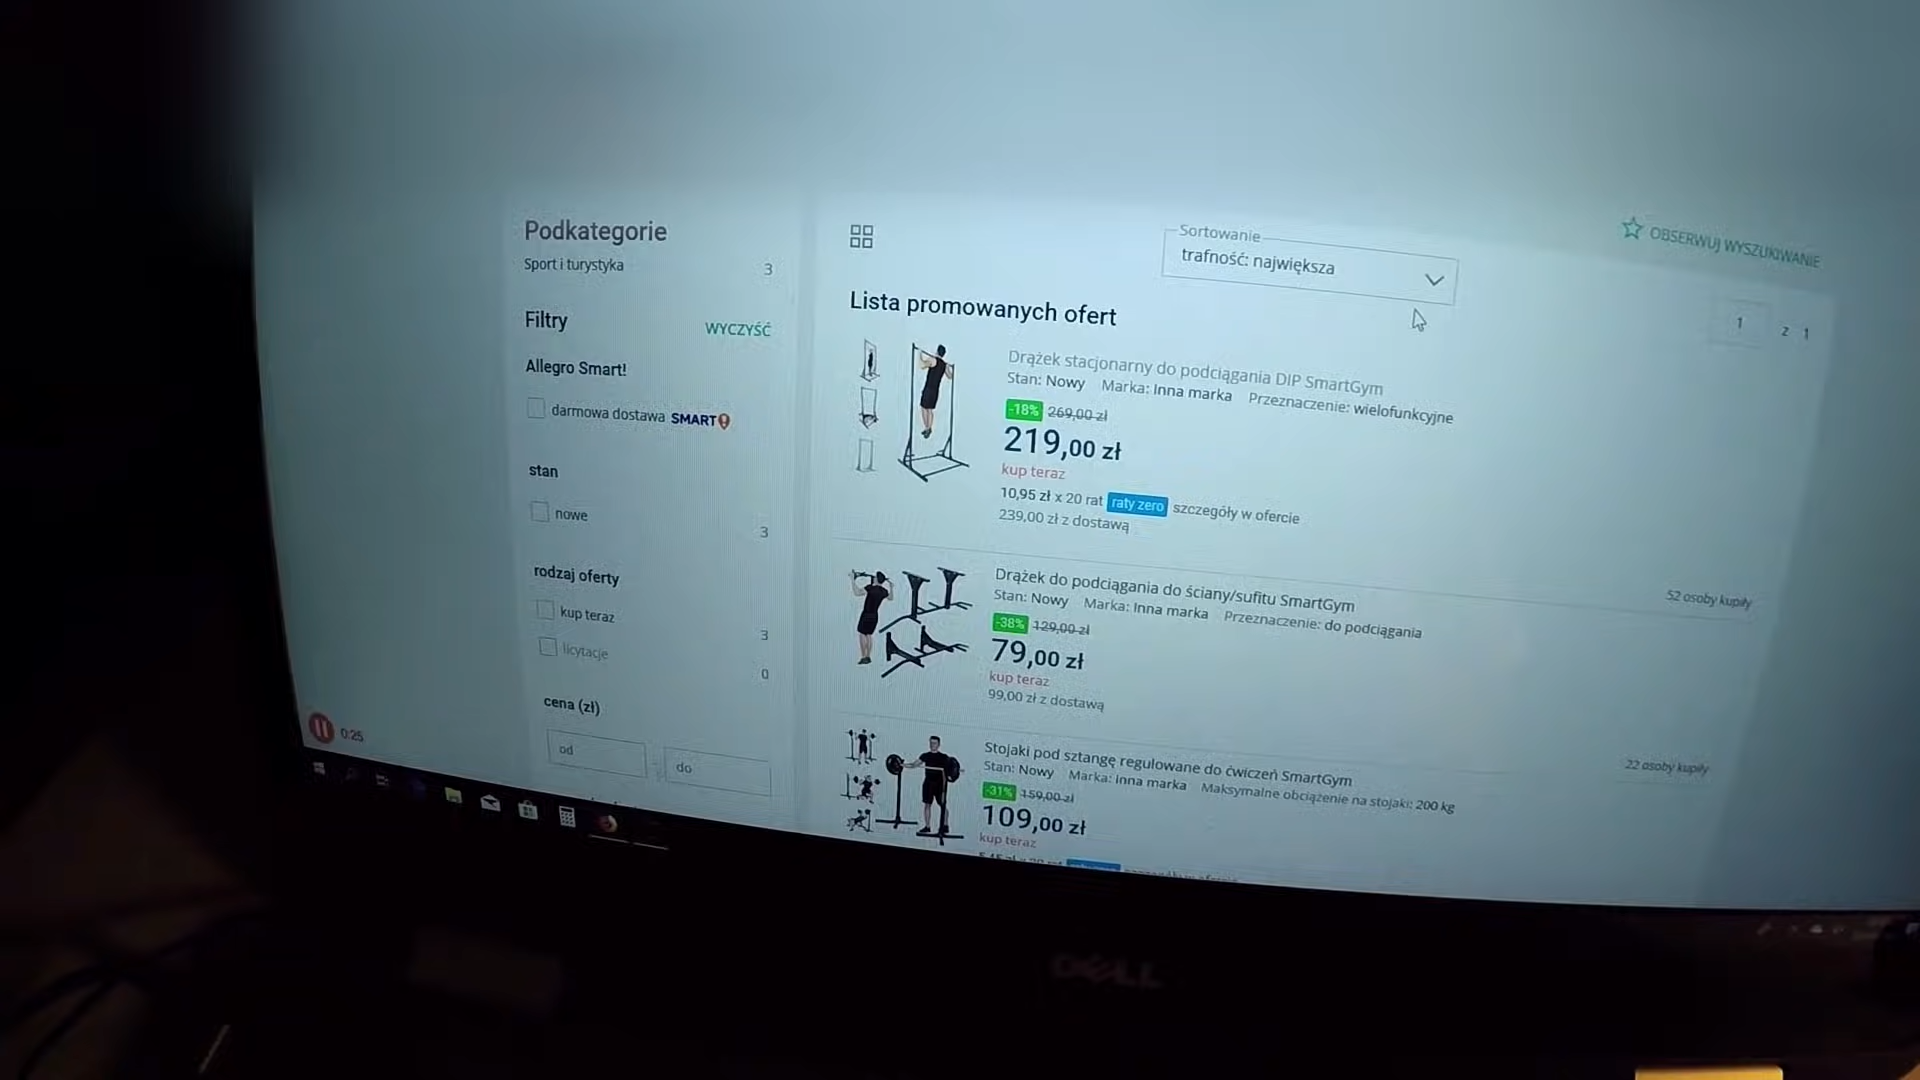 Podkategorie
Sport i turystyka 3
Filtry WYCZYŚĆ
Allegro Smart!
darmowa dostawa SMART!
stan
nowe 3
rodzaj oferty
kup teraz 3
licytacje 0
cena (zł)
od - do
0:25
Sortowanie
trafność: największa
OBSERWUJ WYSZUKIWANIE
1 z 1
Lista promowanych ofert
Drążek stacjonarny do podciągania DIP SmartGym
Stan: Nowy Marka: Inna marka Przeznaczenie: wielofunkcyjne
-18% 269,00 zł
219,00 zł
kup teraz
10,95 zł x 20 rat raty zero szczegóły w ofercie
239,00 zł z dostawą
52 osoby kupiły
Drążek do podciągania do ściany/sufitu SmartGym
Stan: Nowy Marka: Inna marka Przeznaczenie: do podciągania
-38% 129,00 zł
79,00 zł
kup teraz
99,00 zł z dostawą
22 osoby kupiły
Stojaki pod sztangę regulowane do ćwiczeń SmartGym
Stan: Nowy Marka: Inna marka Maksymalne obciążenie na stojaki: 200 kg
-31% 159,00 zł
109,00 zł
kup teraz
DELL